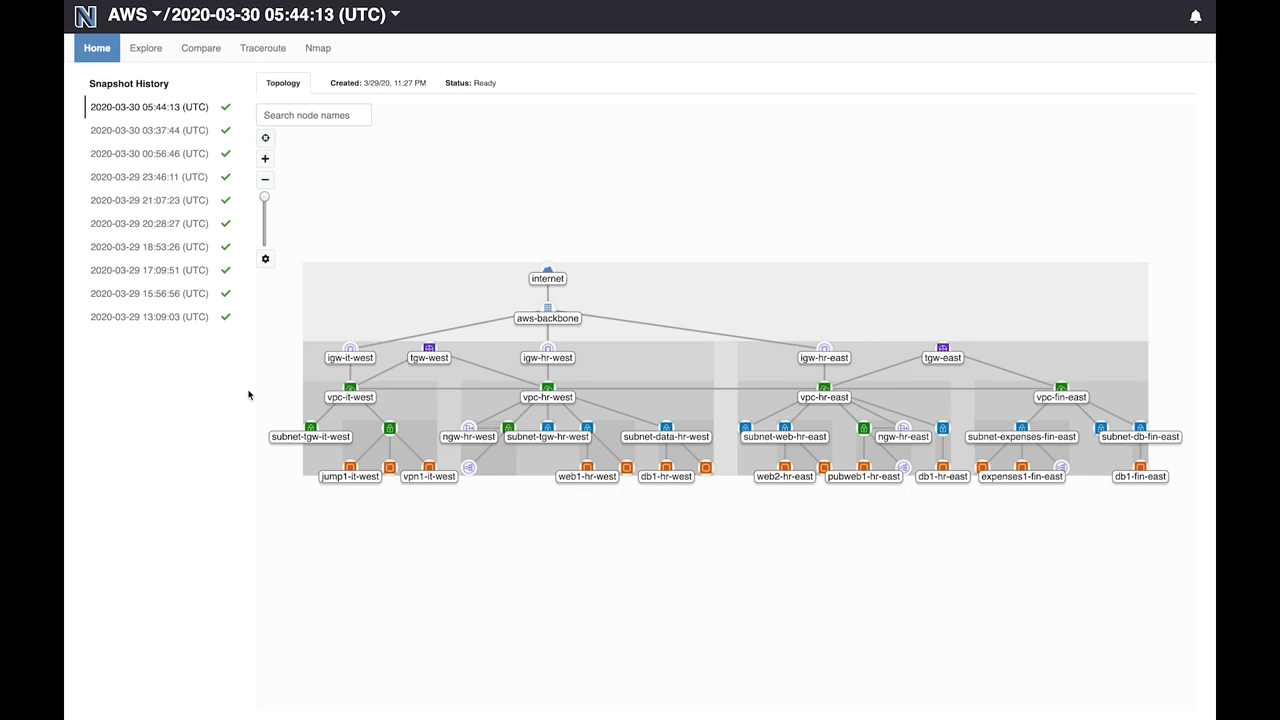 AWS /2020-03-30 05:44:13 (UTC)
Home Explore Compare Traceroute Nmap
Snapshot History
2020-03-30 05:44:13 (UTC)
2020-03-30 03:37:44 (UTC)
2020-03-30 00:56:46 (UTC)
2020-03-29 23:46:11 (UTC)
2020-03-29 21:07:23 (UTC)
2020-03-29 20:28:27 (UTC)
2020-03-29 18:53:26 (UTC)
2020-03-29 17:09:51 (UTC)
2020-03-29 15:56:56 (UTC)
2020-03-29 13:09:03 (UTC)
Topology Created: 3/29/20, 11:27 PM Status: Ready
Search node names
internet
aws-backbone
igw-it-west tgw-west igw-hr-west igw-hr-east tgw-east
vpc-it-west vpc-hr-west vpc-hr-east vpc-fin-east
subnet-tgw-it-west ngw-hr-west subnet-tgw-hr-west subnet-data-hr-west subnet-web-hr-east ngw-hr-east subnet-expenses-fin-east subnet-db-fin-east
jump1-it-west vpn1-it-west web1-hr-west db1-hr-west web2-hr-east pubweb1-hr-east db1-hr-east expenses1-fin-east db1-fin-east